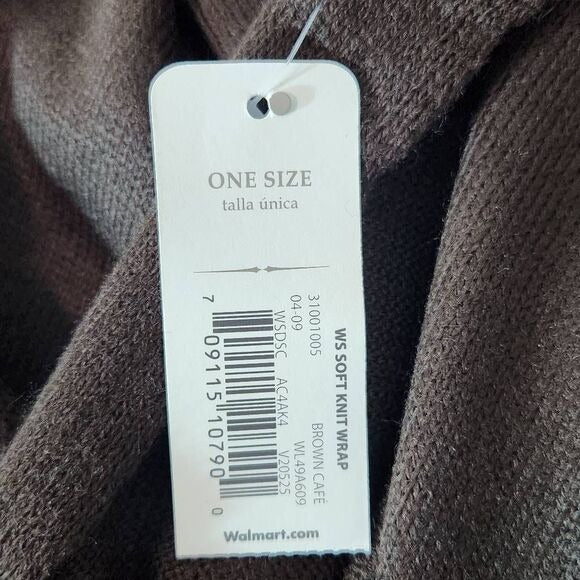 ONE SIZE
talla única
WS SOFT KNIT WRAP
31001005 BROWN CAFÉ
04-09 WL49A609
WSDSC AC4AK4 V20525
7 09115 10790 0
Walmart.com